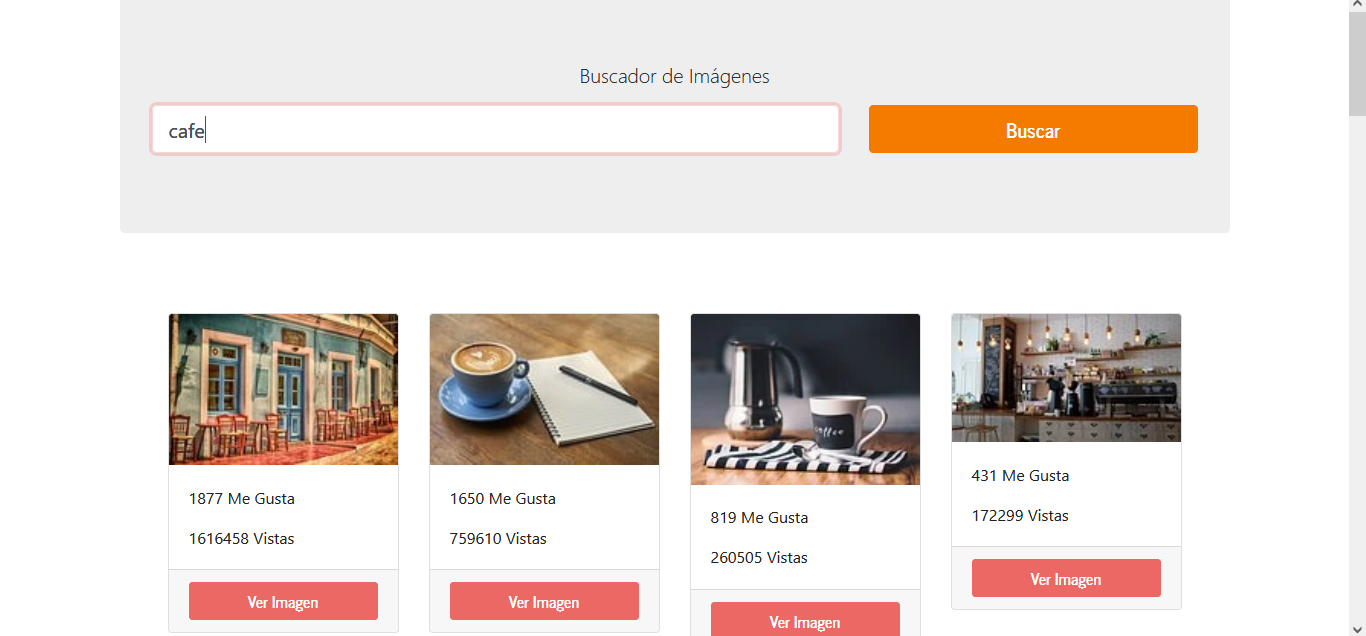 Buscador de Imágenes
cafe
Buscar
coffee
1877 Me Gusta
1616458 Vistas
Ver Imagen
1650 Me Gusta
759610 Vistas
Ver Imagen
819 Me Gusta
260505 Vistas
Ver Imagen
431 Me Gusta
172299 Vistas
Ver Imagen